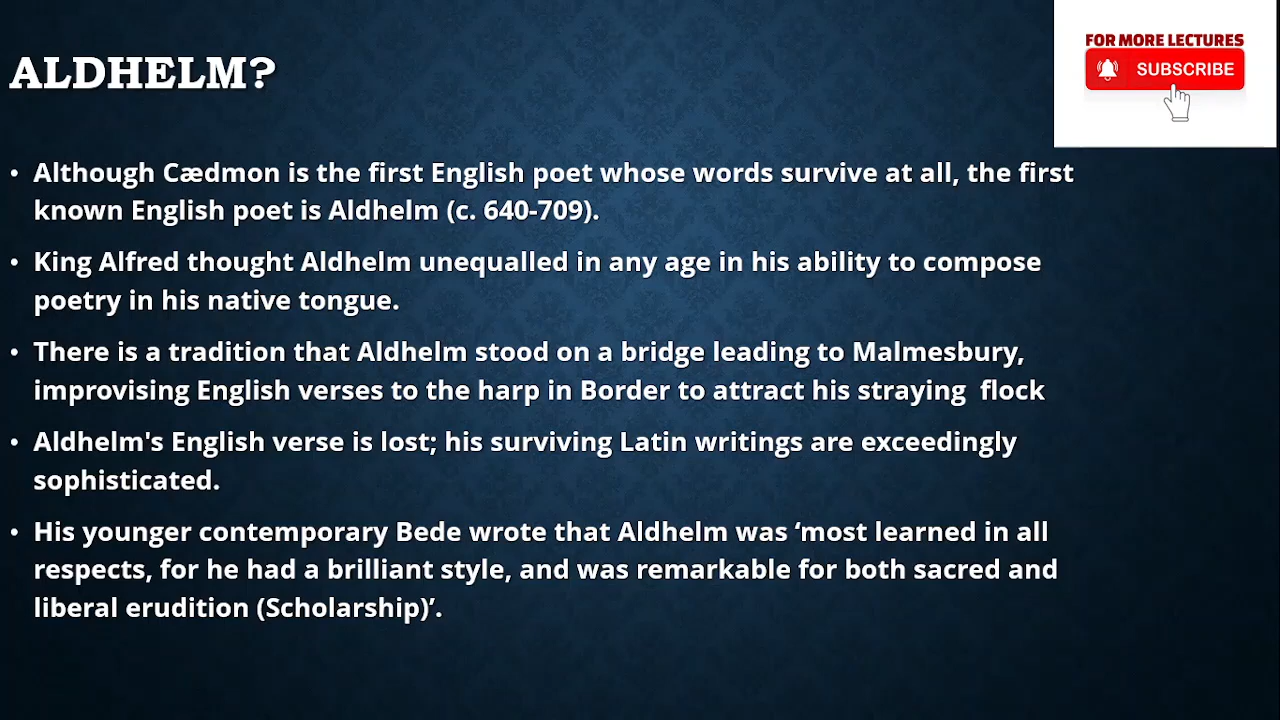 FOR MORE LECTURES
SUBSCRIBE
ALDHELM?
• Although Cædmon is the first English poet whose words survive at all, the first
known English poet is Aldhelm (c. 640-709).
• King Alfred thought Aldhelm unequalled in any age in his ability to compose
poetry in his native tongue.
• There is a tradition that Aldhelm stood on a bridge leading to Malmesbury,
improvising English verses to the harp in Border to attract his straying  flock
• Aldhelm's English verse is lost; his surviving Latin writings are exceedingly
sophisticated.
• His younger contemporary Bede wrote that Aldhelm was ‘most learned in all
respects, for he had a brilliant style, and was remarkable for both sacred and
liberal erudition (Scholarship)’.